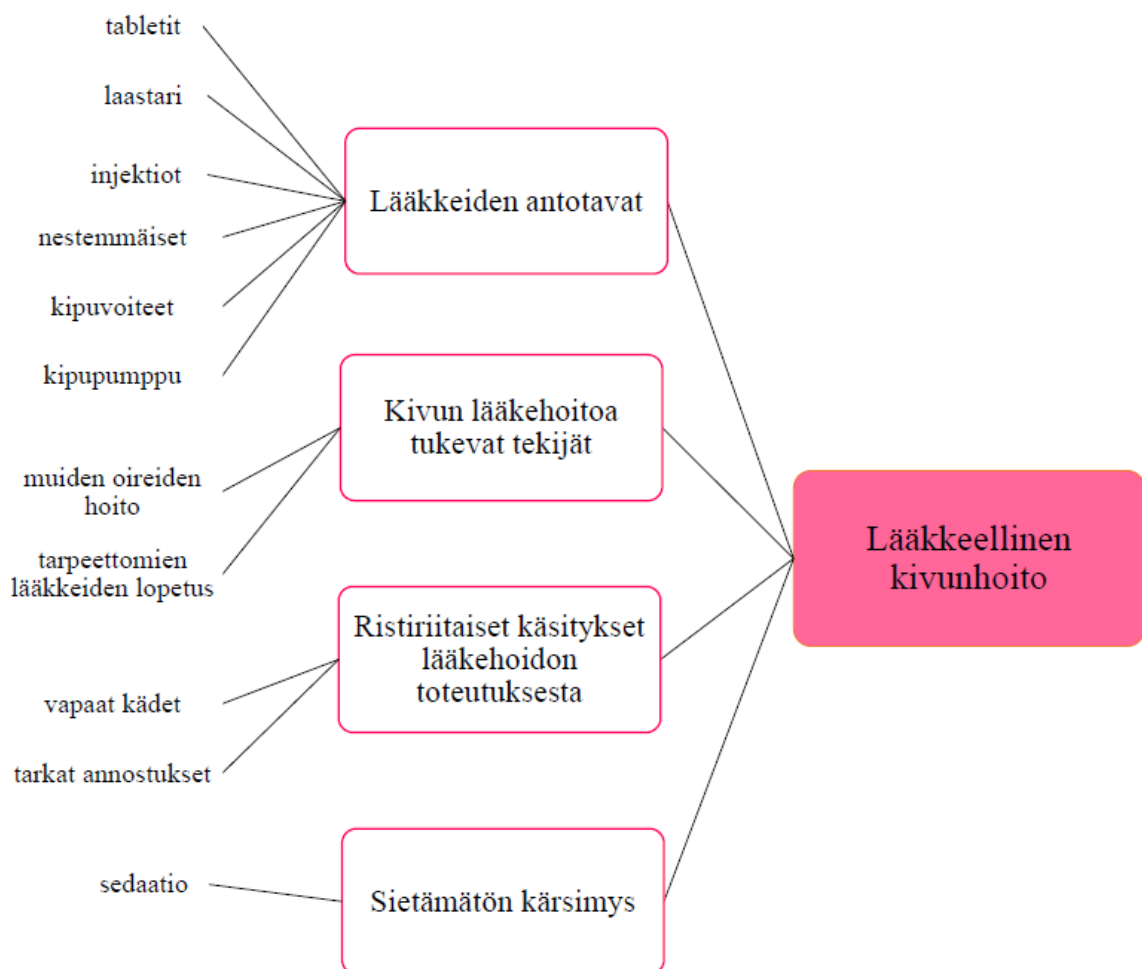 tabletit
laastari
injektiot
nestemmäiset
kipuvoiteet
kipupumppu
Lääkkeiden antotavat
muiden oireiden
hoito
tarpeettomien
lääkkeiden lopetus
Kivun lääkehoitoa
tukevat tekijät
vapaat kädet
tarkat annostukset
Ristiriitaiset käsitykset
lääkehoidon
toteutuksesta
sedaatio
Sietämätön kärsimys
Lääkkeellinen
kivunhoito